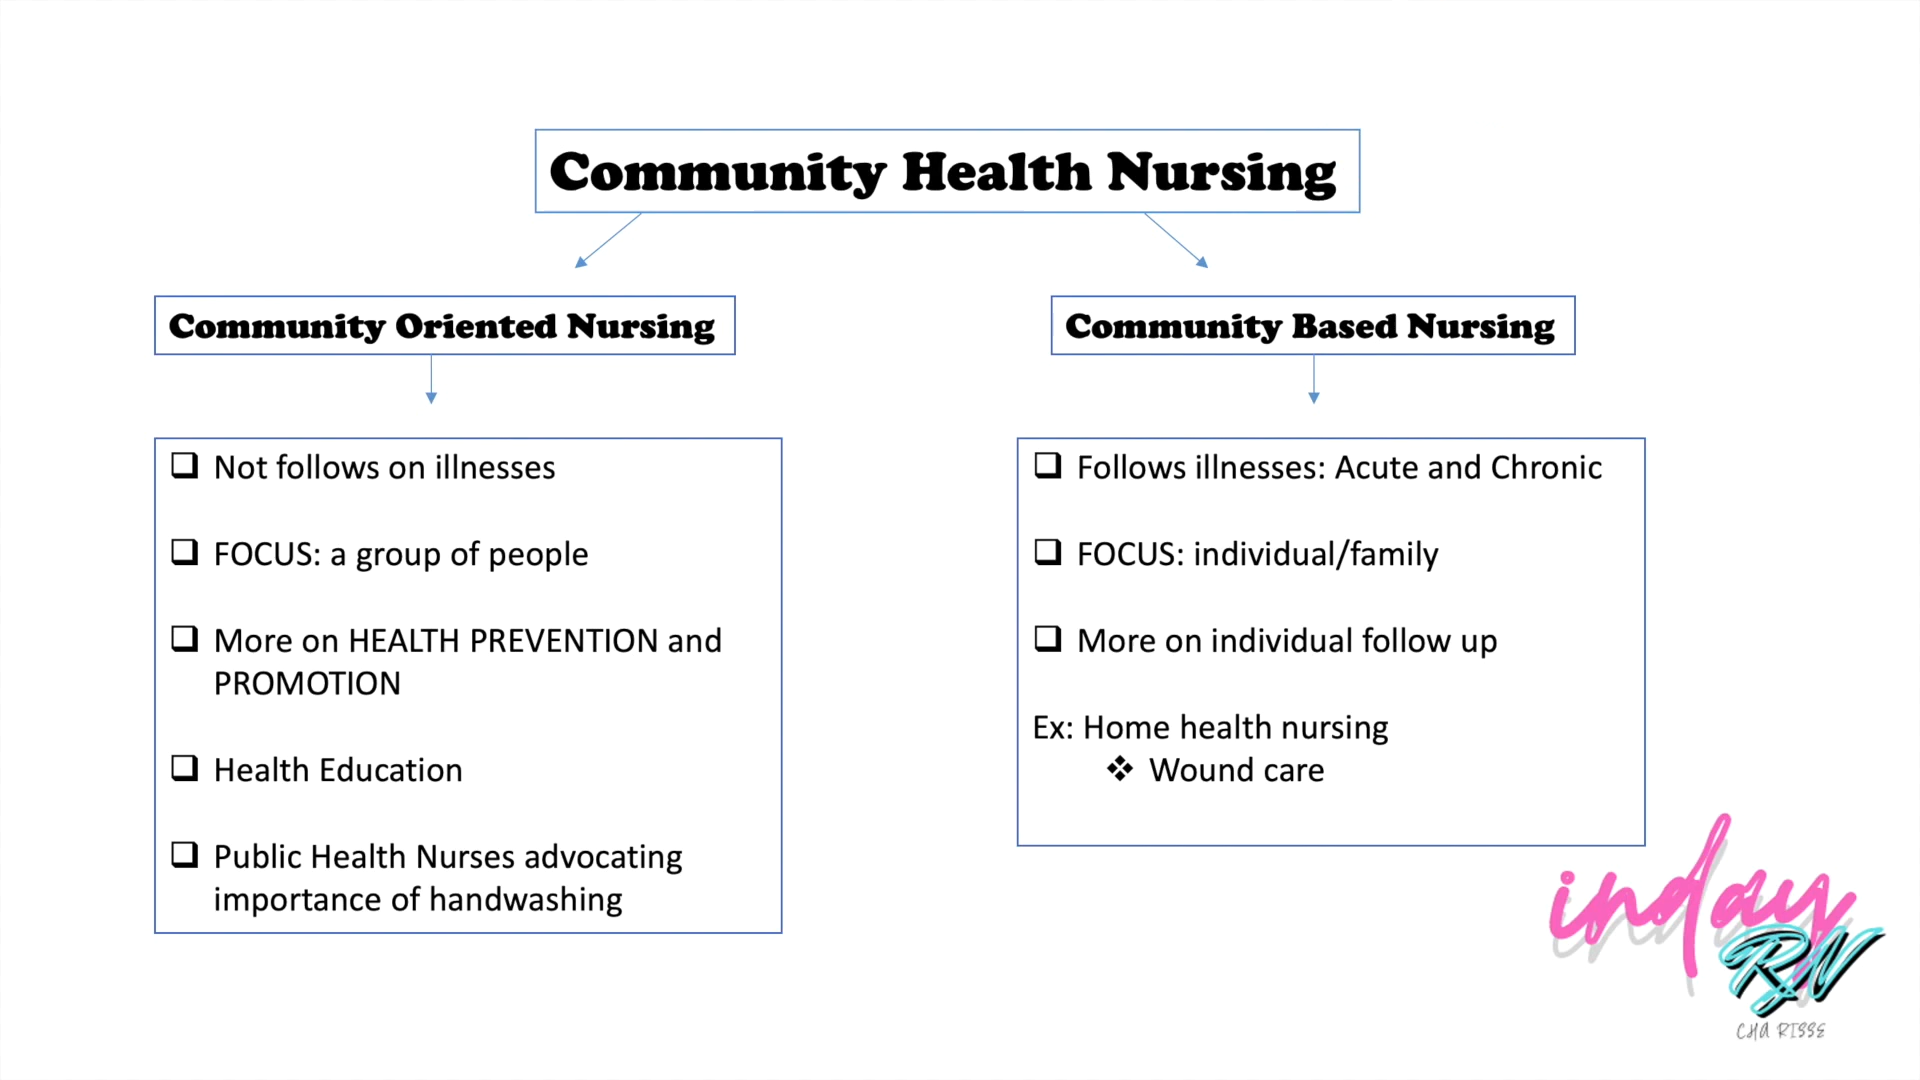 Community Health Nursing
Community Oriented Nursing
Community Based Nursing
Not follows on illnesses
FOCUS: a group of people
More on HEALTH PREVENTION and
PROMOTION
Health Education
Public Health Nurses advocating
importance of handwashing
Follows illnesses: Acute and Chronic
FOCUS: individual/family
More on individual follow up
Ex: Home health nursing
Wound care
inday
RN
CHA RISSE